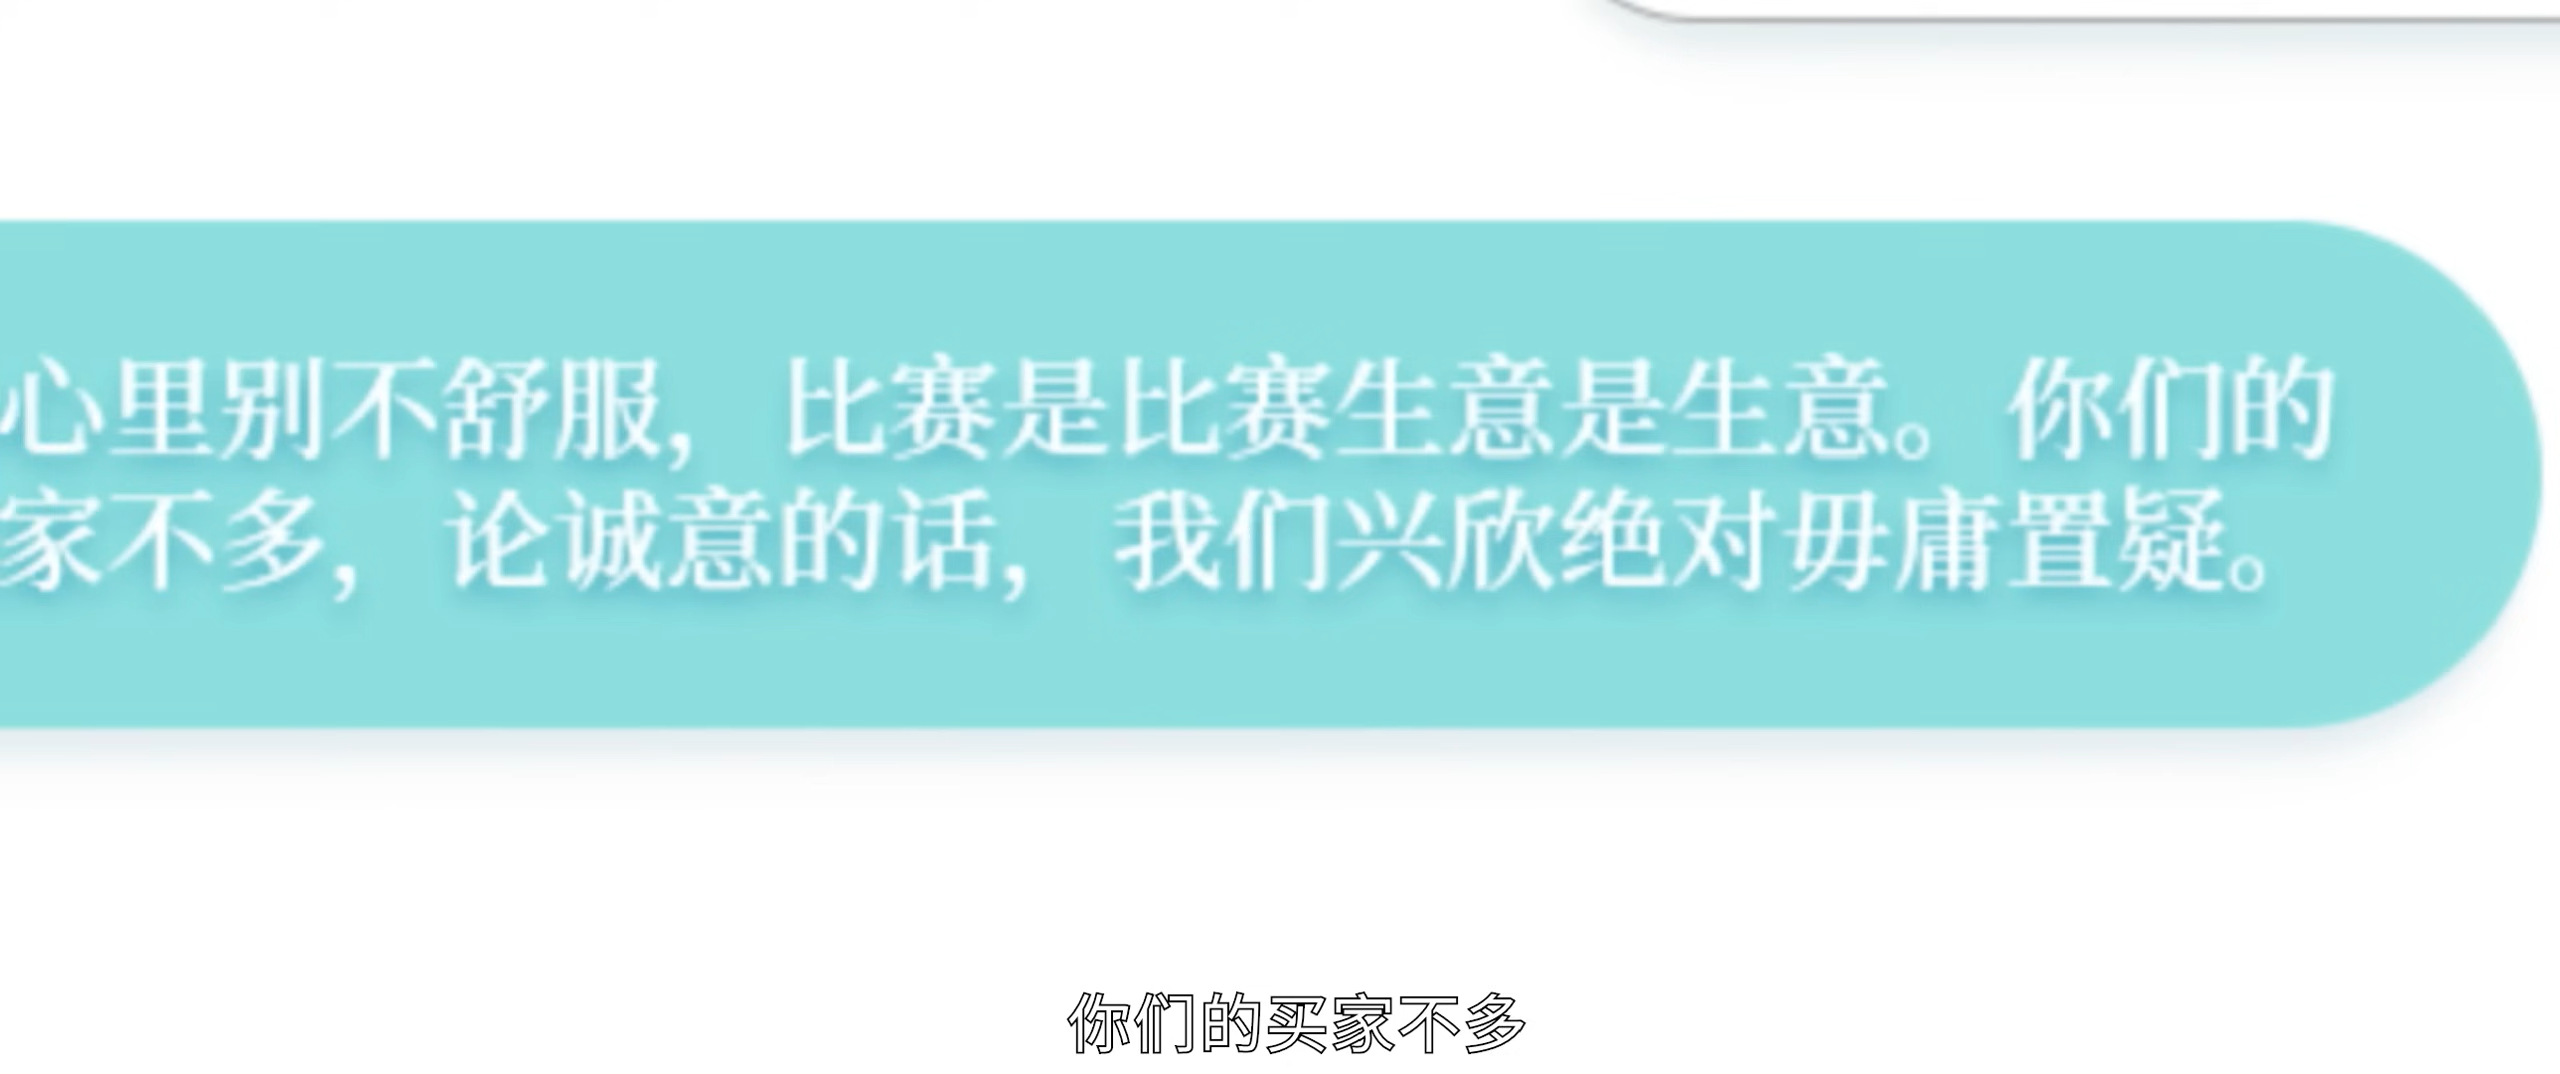 心里别不舒服，比赛是比赛生意是生意。你们的
家不多，论诚意的话，我们兴欣绝对毋庸置疑。
你们的买家不多